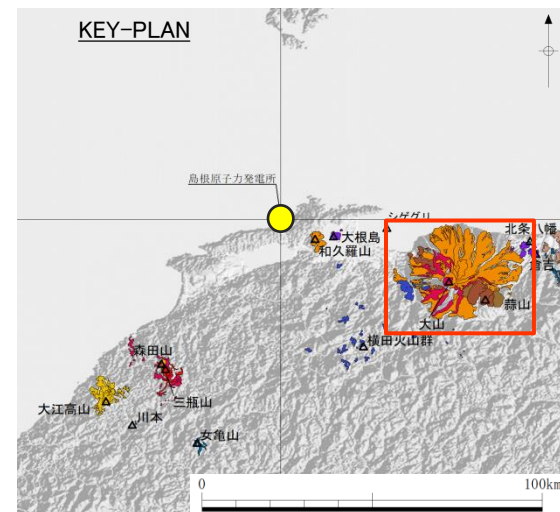 KEY-PLAN
島根原子力発電所
シゲグリ
北条八幡
大根島
倉吉
和久羅山
蒜山
大山
横田火山群
森田山
三瓶山
大江高山
川本
女亀山
0
100km